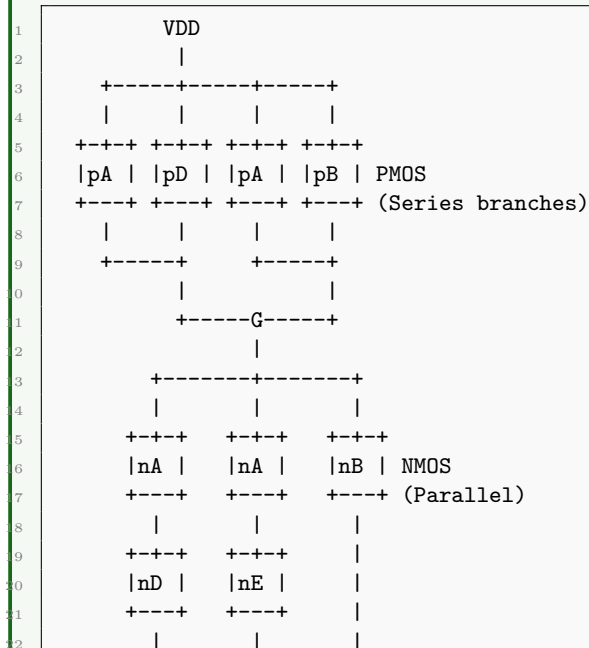 1 VDD
2 |
3 +-----+-----+-----+
4 | | | |
5 +-+-+ +-+-+ +-+-+ +-+-+
6 |pA | |pD | |pA | |pB | PMOS
7 +---+ +---+ +---+ +---+ (Series branches)
8 | | | |
9 +-----+ +-----+
10 | |
11 +-----G-----+
12 |
13 +-------+-------+
14 | | |
15 +-+-+ +-+-+ +-+-+
16 |nA | |nA | |nB | NMOS
17 +---+ +---+ +---+ (Parallel)
18 | | |
19 +-+-+ +-+-+ |
20 |nD | |nE | |
21 +---+ +---+ |
22 | | |